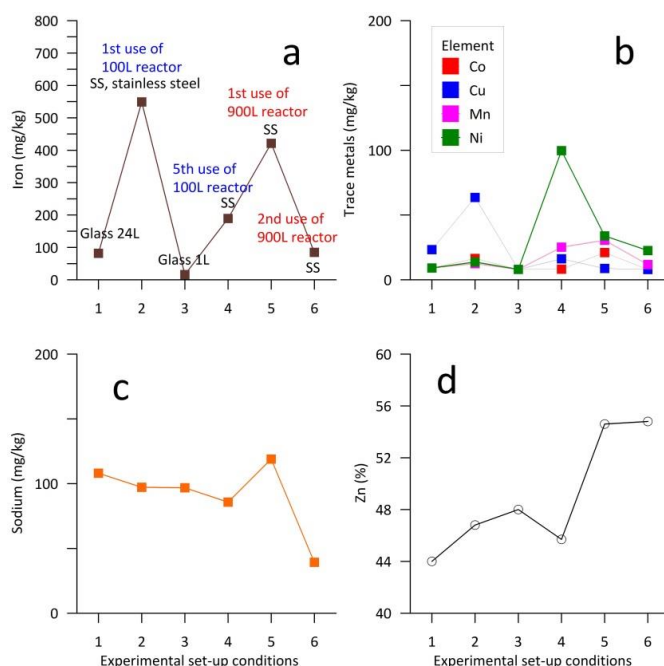 a
800
700
600
500
400
300
200
100
0
Iron (mg/kg)
1st use of
100L reactor
SS, stainless steel
1st use of
900L reactor
SS
5th use of
100L reactor
SS
2nd use of
900L reactor
SS
Glass 24L
Glass 1L
1 2 3 4 5 6
b
200
100
0
Trace metals (mg/kg)
Element
Co
Cu
Mn
Ni
1 2 3 4 5 6
c
200
100
0
Sodium (mg/kg)
1 2 3 4 5 6
Experimental set-up conditions
d
60
56
52
48
44
40
Zn (%)
1 2 3 4 5 6
Experimental set-up conditions